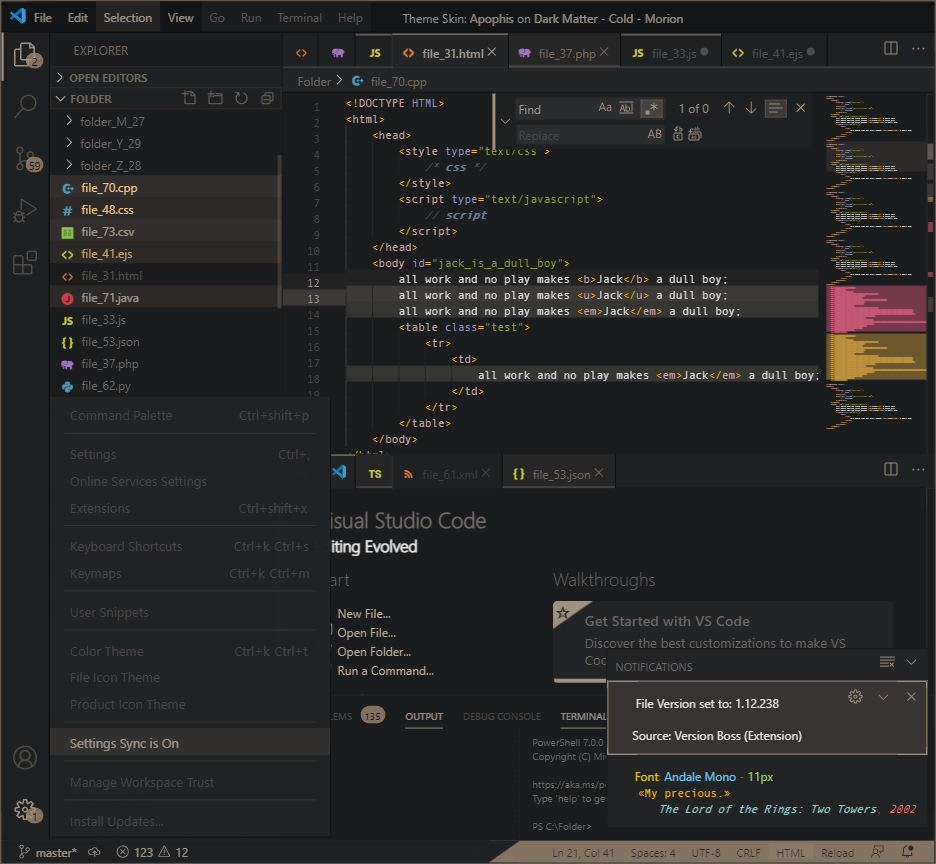 File Edit Selection View Go Run Terminal Help Theme Skin: Apophis on Dark Matter - Cold - Morion
2
EXPLORER
JS file_31.html file_37.php JS file_33.js file_41.ejs
OPEN EDITORS
Folder file_70.cpp
FOLDER
folder_M_27
folder_Y_29
folder_Z_28
59
file_70.cpp
file_48.css
file_73.csv
file_41.ejs
file_31.html
file_71.java
JS file_33.js
{} file_53.json
file_37.php
file_62.py
Find Aa Ab .* 1 of 0
Replace AB
1 <!DOCTYPE HTML>
2 <html>
3 <head>
4 <style type="text/css">
5 /* css */
6 </style>
7 <script type="text/javascript">
8 // script
9 </script>
10 </head>
11 <body id="jack_is_a_dull_boy">
12 all work and no play makes <b>Jack</b> a dull boy;
13 all work and no play makes <u>Jack</u> a dull boy;
14 all work and no play makes <em>Jack</em> a dull boy;
15 <table class="test">
16 <tr>
17 <td>
18 all work and no play makes <em>Jack</em> a dull boy;
19 </td>
</tr>
</table>
</body>
Command Palette Ctrl+shift+p
Settings Ctrl+,
Online Services Settings
Extensions Ctrl+shift+x
Keyboard Shortcuts Ctrl+k Ctrl+s
Keymaps Ctrl+k Ctrl+m
User Snippets
Color Theme Ctrl+k Ctrl+t
File Icon Theme
Product Icon Theme
Settings Sync is On
Manage Workspace Trust
Install Updates...
1
TS file_61.xml {} file_53.json
isual Studio Code
iting Evolved
art
New File...
Open File...
Open Folder...
Run a Command...
Walkthroughs
Get Started with VS Code
Discover the best customizations to make VS
Coc
NOTIFICATIONS
File Version set to: 1.12.238
Source: Version Boss (Extension)
LEMS 135 OUTPUT DEBUG CONSOLE TERMINAL
PowerShell 7.0.0
Copyright (C) Mi
https://aka.ms/po
Type 'help' to get
PS C:\Folder>
Font: Andale Mono - 11px
«My precious.»
The Lord of the Rings: Two Towers, 2002
master* 123 12 Ln 21, Col 41 Spaces: 4 UTF-8 CRLF HTML Reload